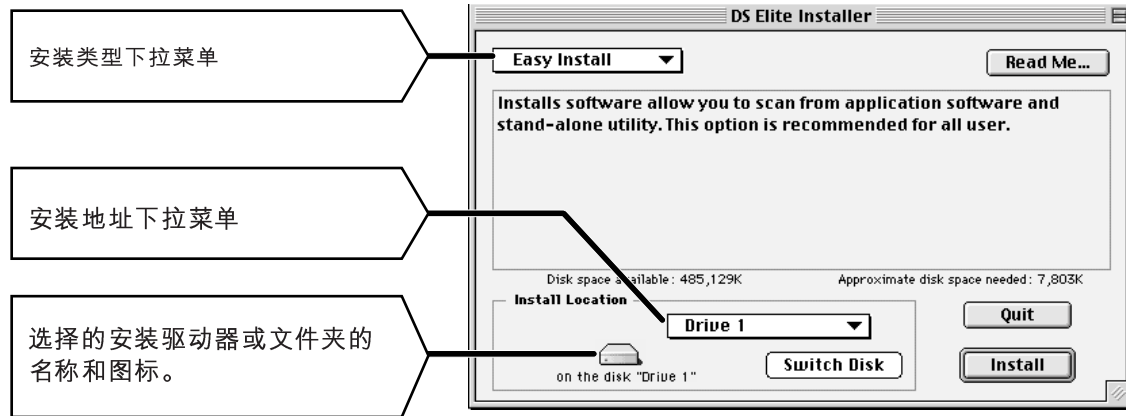 DS Elite Installer
安装类型下拉菜单
Easy Install
Read Me...
Installs software allow you to scan from application software and
stand-alone utility. This option is recommended for all user.
安装地址下拉菜单
Disk space available: 485,129K
Approximate disk space needed: 7,803K
Install Location
Drive 1
Quit
选择的安装驱动器或文件夹的
名称和图标。
on the disk "Drive 1"
Switch Disk
Install